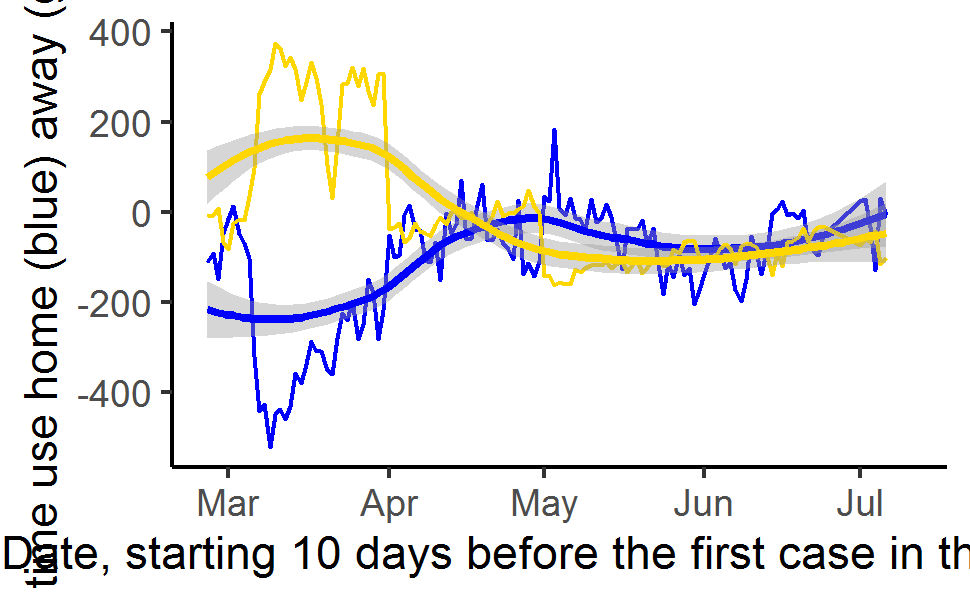 time use home (blue) away (
400
200
0
-200
-400
Mar Apr May Jun Jul
Date, starting 10 days before the first case in th